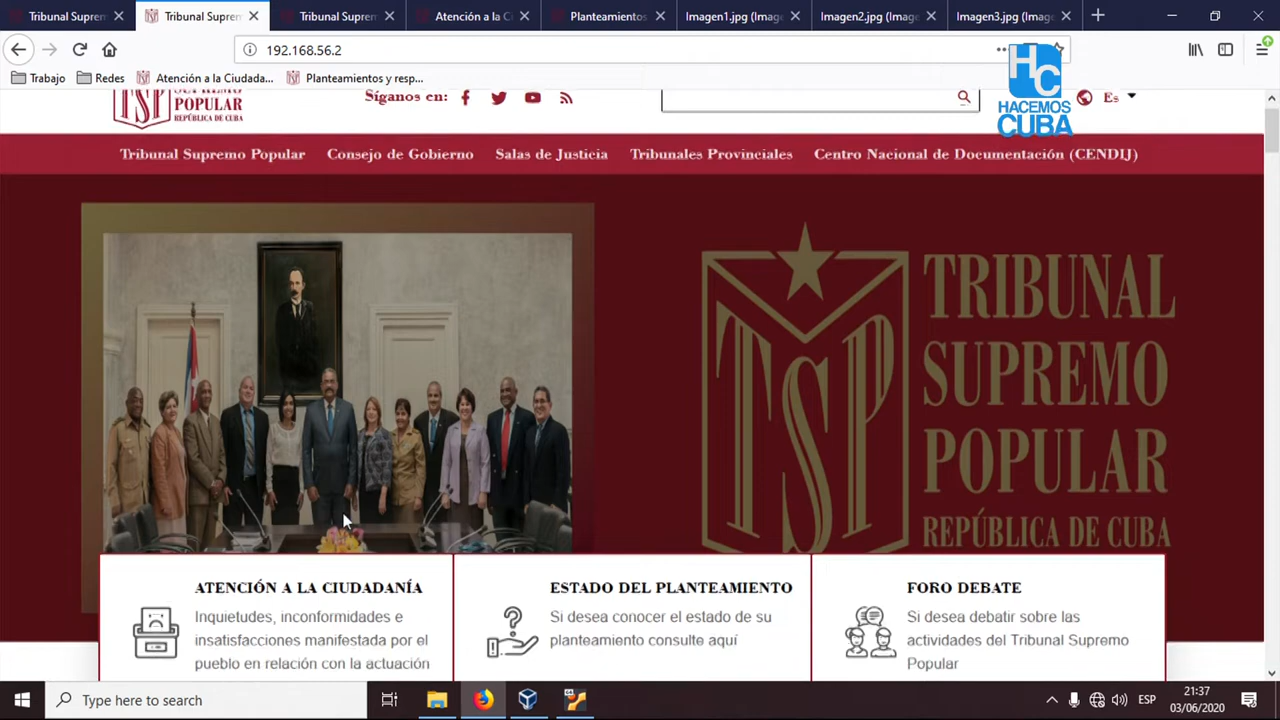 Tribunal Suprem
Tribunal Suprem
Tribunal Suprem
Atención a la C
Planteamientos
Imagen1.jpg (Image
Imagen2.jpg (Image
Imagen3.jpg (Image
192.168.56.2
Trabajo
Redes
Atención a la Ciudada...
Planteamientos y resp...
HC
HACEMOS
CUBA
TSP
POPULAR
REPÚBLICA DE CUBA
Síganos en:
Es
Tribunal Supremo Popular
Consejo de Gobierno
Salas de Justicia
Tribunales Provinciales
Centro Nacional de Documentación (CENDIJ)
TSP
TRIBUNAL
SUPREMO
POPULAR
REPÚBLICA DE CUBA
ATENCIÓN A LA CIUDADANÍA
Inquietudes, inconformidades e
insatisfacciones manifestada por el
pueblo en relación con la actuación
ESTADO DEL PLANTEAMIENTO
Si desea conocer el estado de su
planteamiento consulte aquí
FORO DEBATE
Si desea debatir sobre las
actividades del Tribunal Supremo
Popular
Type here to search
ESP
21:37
03/06/2020